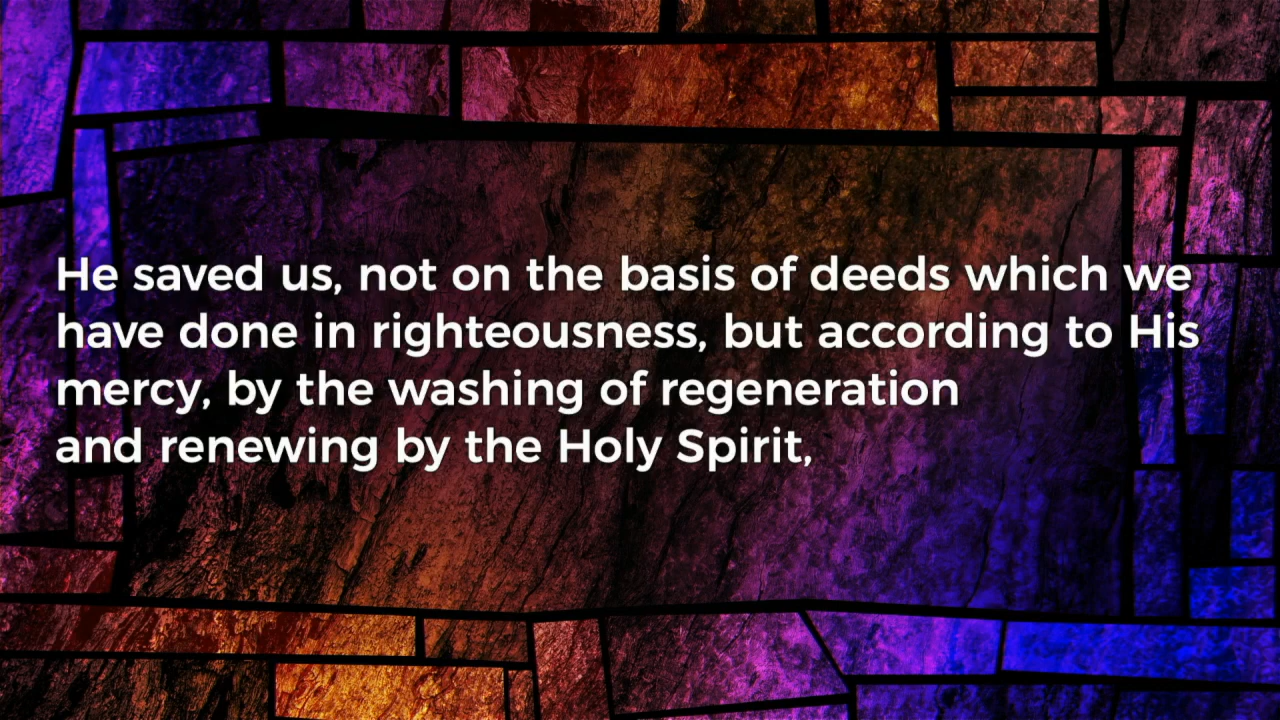 He saved us, not on the basis of deeds which we
have done in righteousness, but according to His
mercy, by the washing of regeneration
and renewing by the Holy Spirit,